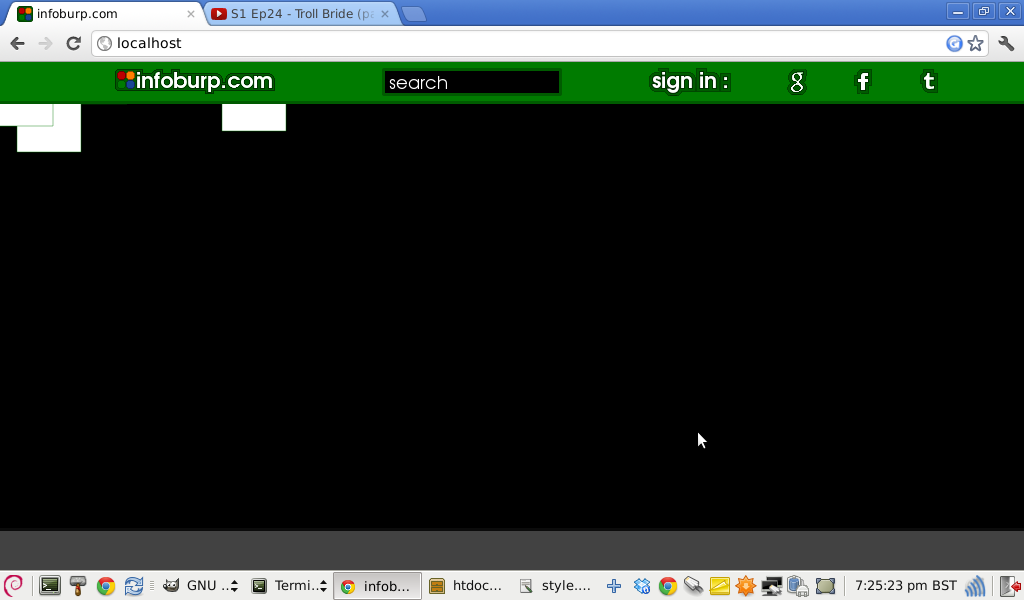 infoburp.com
S1 Ep24 - Troll Bride (pa
localhost
infoburp.com search sign in : g f t
GNU .. Termi.. infob... htdoc... style.... 7:25:23 pm BST